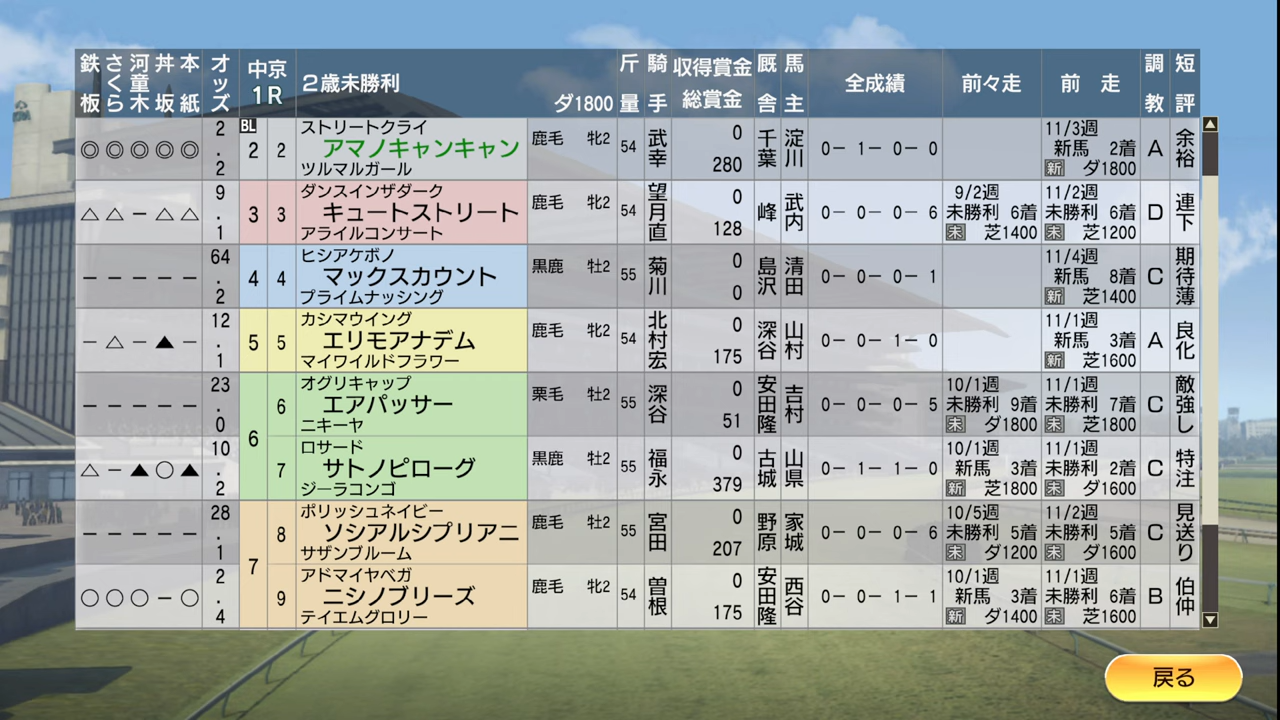 鉄板 さくら 河童木 丼坂 本紙 オッズ 中京 1R 2歳未勝利 ダ1800 斤量 騎手 収得賞金 総賞金 厩舎 馬主 全成績 前々走 前走 調教 短評
◎◎◎◎◎ 2.2 BL 2 2 ストリートクライ
アマノキャンキャン 鹿毛 牝2 54 武幸 0 280 千葉 淀川 0-1-0-0 11/3週 新馬 2着 新 ダ1800 A 余裕
ツルマルガール
△△-△△ 9.1 3 3 ダンスインザダーク
キュートストリート 鹿毛 牝2 54 望月直 0 128 峰 武内 0-0-0-6 9/2週 未勝利 6着 未 芝1400 11/2週 未勝利 6着 未 芝1200 D 連下
アライルコンサート
----- 64.2 4 4 ヒシアケボノ
マックスカウント 黒鹿 牡2 55 菊川 0 0 島沢 清田 0-0-0-1 11/4週 新馬 8着 新 芝1400 C 期待薄
プライムナッシング
-△-▲- 12.1 5 5 カシマウイング
エリモアナデム 鹿毛 牝2 54 北村宏 0 175 深谷 山村 0-0-1-0 11/1週 新馬 3着 新 芝1600 A 良化
マイワイルドフラワー
----- 23.0 6 6 オグリキャップ
エアパッサー 栗毛 牡2 55 深谷 0 51 安田隆 吉村 0-0-0-5 10/1週 未勝利 9着 未 ダ1800 11/1週 未勝利 7着 未 芝1800 C 敵強し
ニキーヤ
△-▲○▲ 10.2 7 ロサード
サトノピローグ 黒鹿 牡2 55 福永 0 379 古城 山県 0-1-1-0 10/1週 新馬 3着 新 芝1800 11/1週 未勝利 2着 未 ダ1600 C 特注
ジーラコンゴ
----- 28.1 7 8 ポリッシュネイビー
ソシアルシプリアニ 鹿毛 牡2 55 宮田 0 207 野原 家城 0-0-0-6 10/5週 未勝利 5着 未 ダ1200 11/2週 未勝利 5着 未 ダ1600 C 見送り
サザンブルーム
○○○-○ 2.4 9 アドマイヤベガ
ニシノブリーズ 鹿毛 牝2 54 曽根 0 175 安田隆 西谷 0-0-1-1 10/1週 新馬 3着 新 ダ1400 11/1週 未勝利 6着 未 芝1600 B 伯仲
テイエムグロリー
戻る